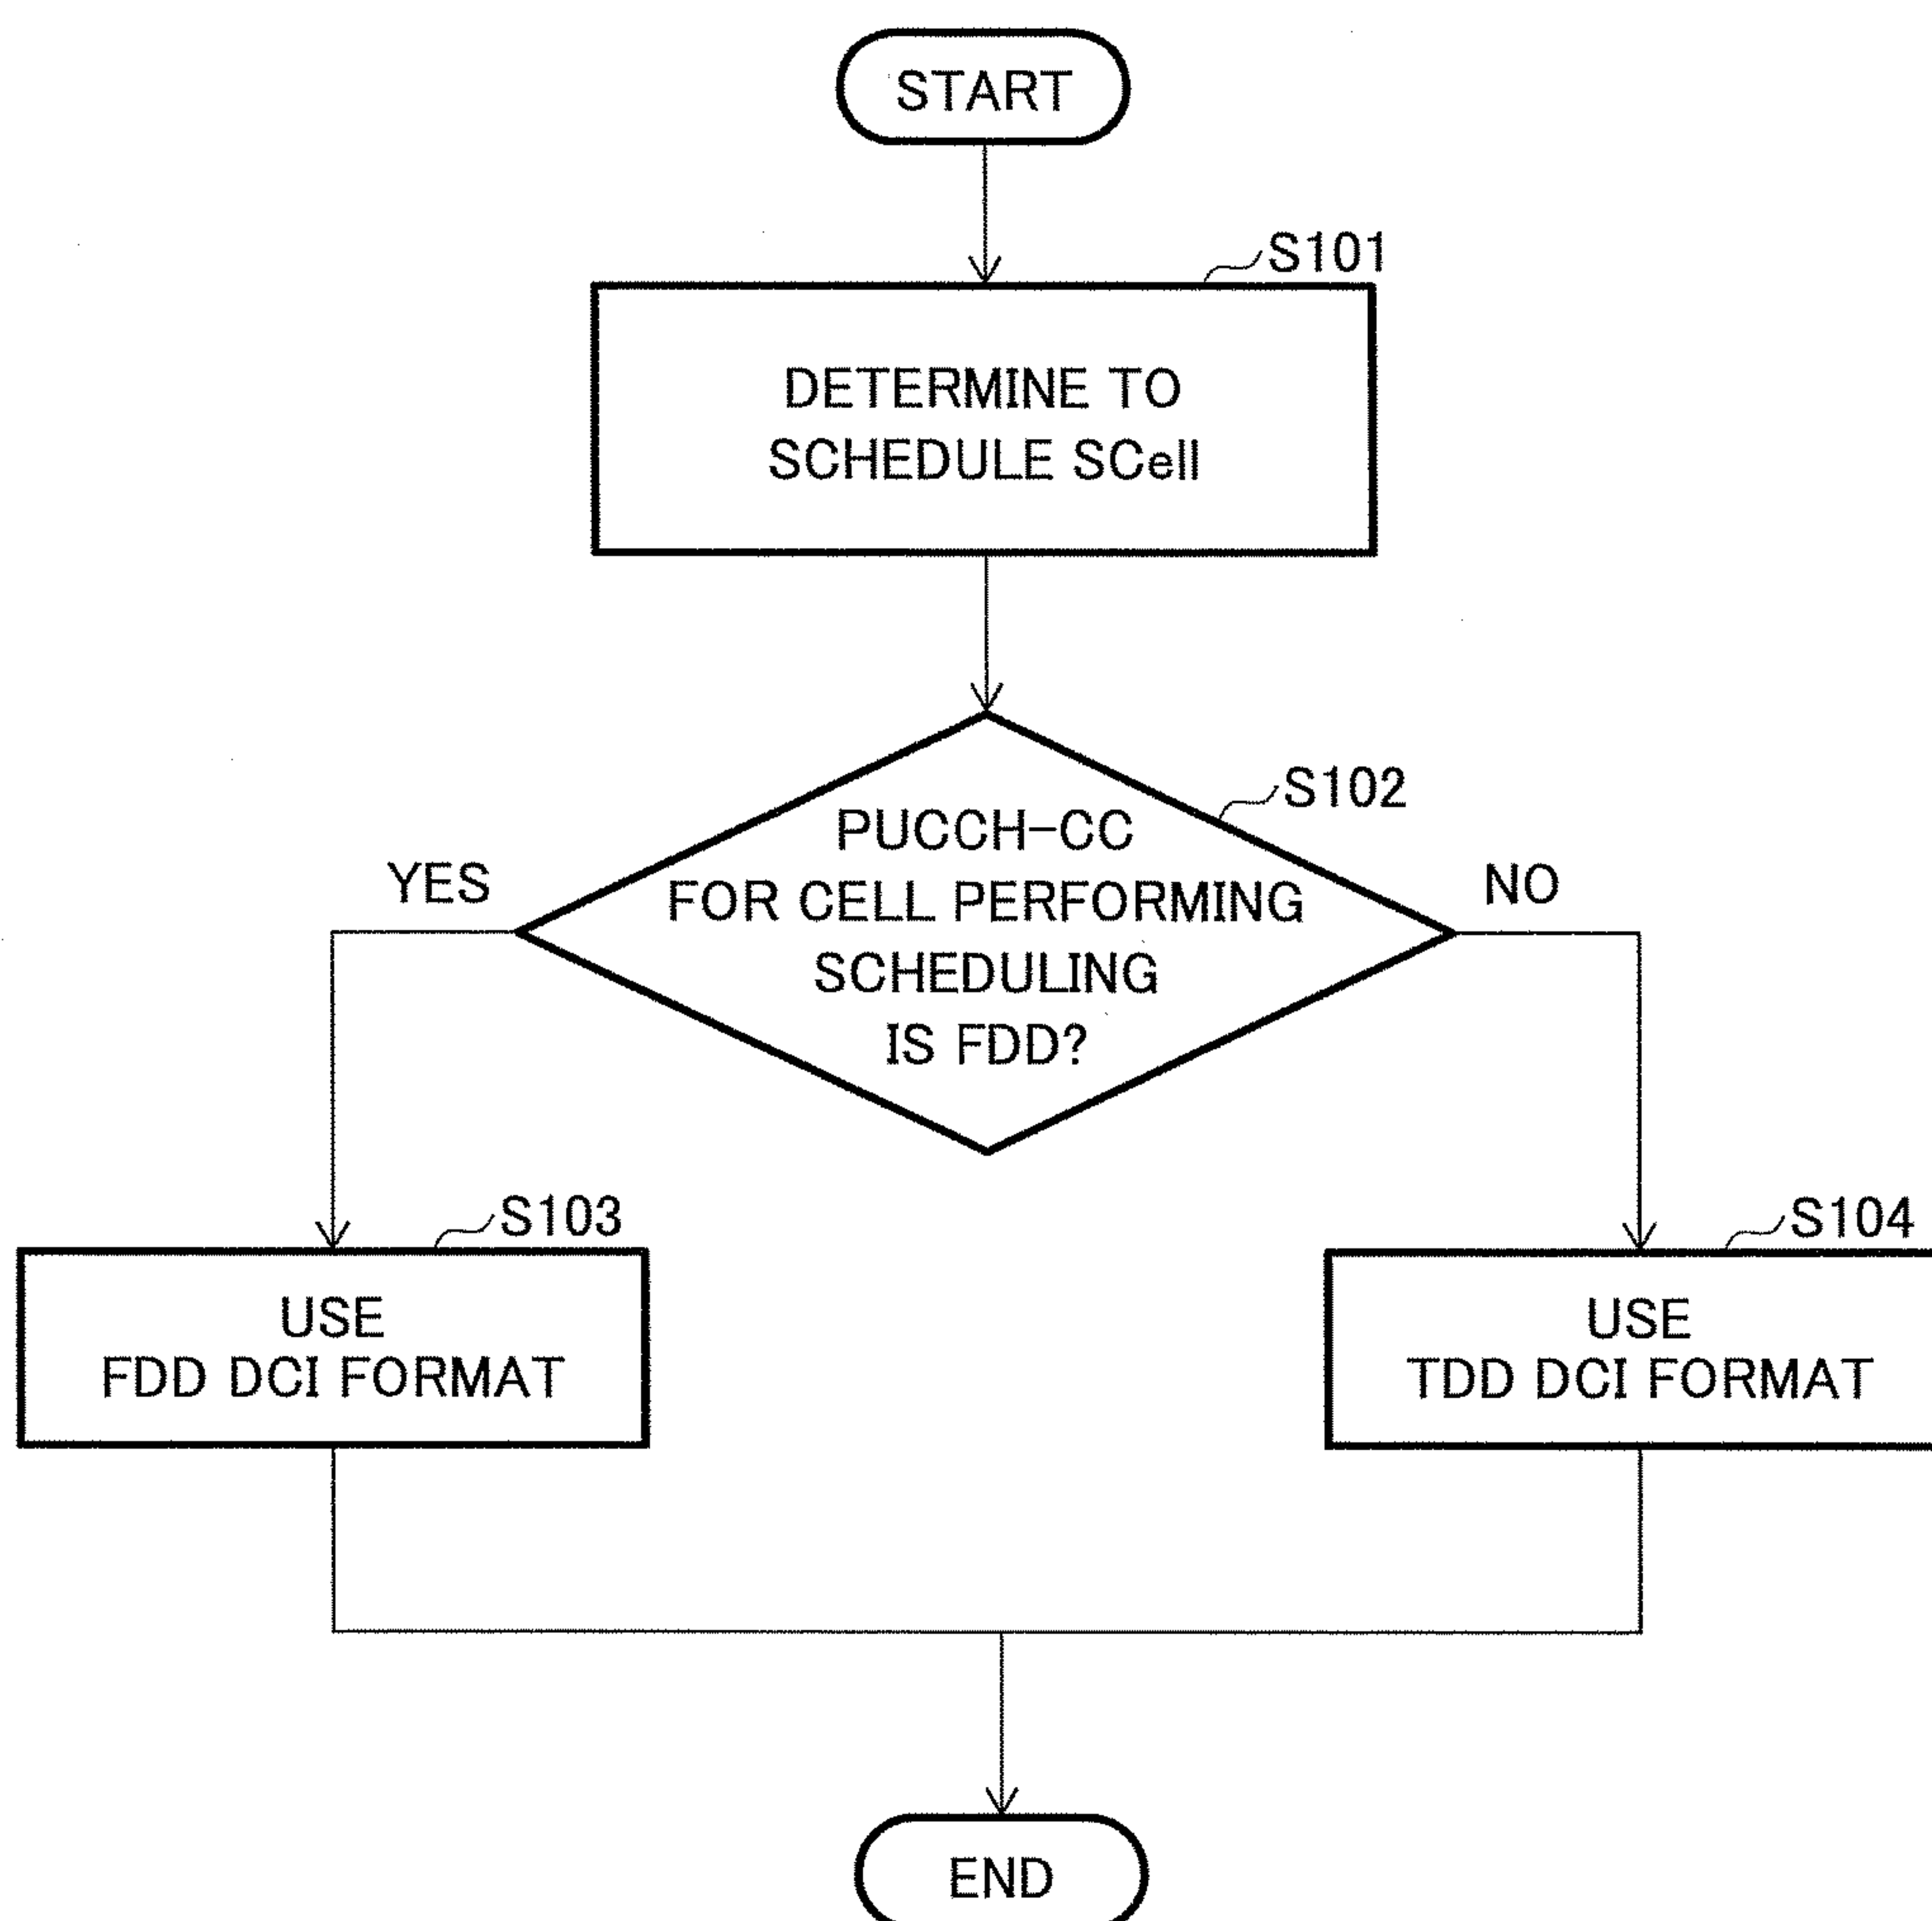 START
S101
DETERMINE TO
SCHEDULE SCell
S102
PUCCH-CC
FOR CELL PERFORMING
SCHEDULING
IS FDD?
YES
NO
S103
USE
FDD DCI FORMAT
S104
USE
TDD DCI FORMAT
END